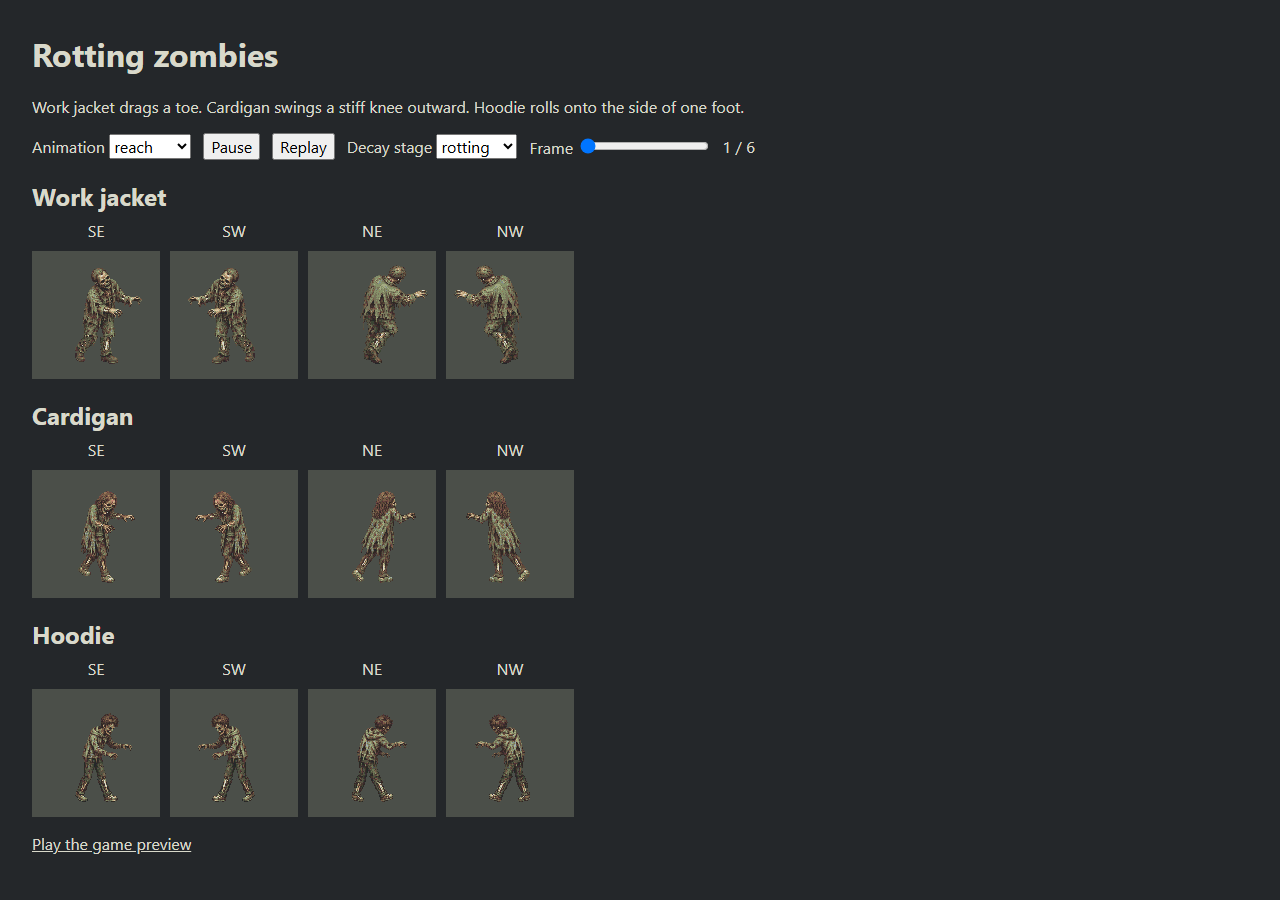 Rotting zombies
Work jacket drags a toe. Cardigan swings a stiff knee outward. Hoodie rolls onto the side of one foot.
Animation reach Pause Replay Decay stage rotting Frame 1 / 6
Work jacket
SE SW NE NW
Cardigan
SE SW NE NW
Hoodie
SE SW NE NW
Play the game preview